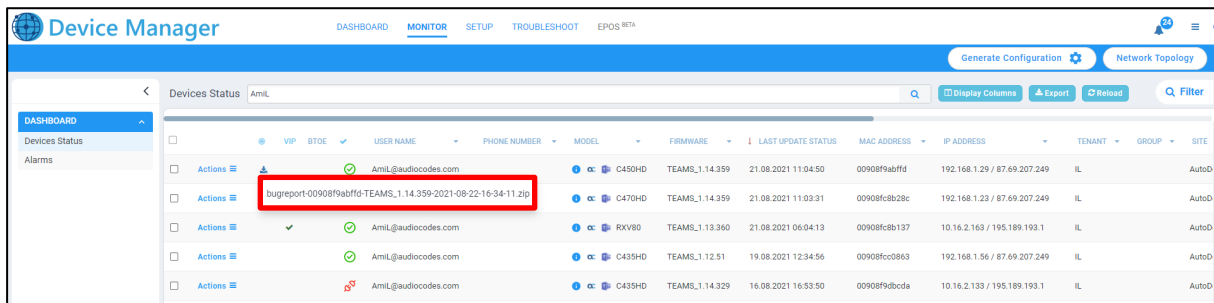 Device Manager
DASHBOARD MONITOR SETUP TROUBLESHOOT EPOS BETA
24
Generate Configuration Network Topology
Devices Status AmiL Display Columns Export Reload Filter
DASHBOARD
Devices Status
Alarms
VIP BTOE USER NAME PHONE NUMBER MODEL FIRMWARE LAST UPDATE STATUS MAC ADDRESS IP ADDRESS TENANT GROUP SITE
Actions AmiL@audiocodes.com C450HD TEAMS_1.14.359 21.08.2021 11:04:50 00908f9abffd 192.168.1.29 / 87.69.207.249 IL AutoD
bugreport-00908f9abffd-TEAMS_1.14.359-2021-08-22-16-34-11.zip
Actions C470HD TEAMS_1.14.359 21.08.2021 11:03:31 00908fc8b28c 192.168.1.23 / 87.69.207.249 IL AutoD
Actions AmiL@audiocodes.com RXV80 TEAMS_1.13.360 21.08.2021 06:04:13 00908fc8b137 10.16.2.163 / 195.189.193.1 IL AutoD
Actions AmiL@audiocodes.com C435HD TEAMS_1.12.51 19.08.2021 12:34:56 00908fcc0863 192.168.1.56 / 87.69.207.249 IL AutoD
Actions AmiL@audiocodes.com C435HD TEAMS_1.14.329 16.08.2021 16:53:50 00908f9dbcda 10.16.2.133 / 195.189.193.1 IL AutoD